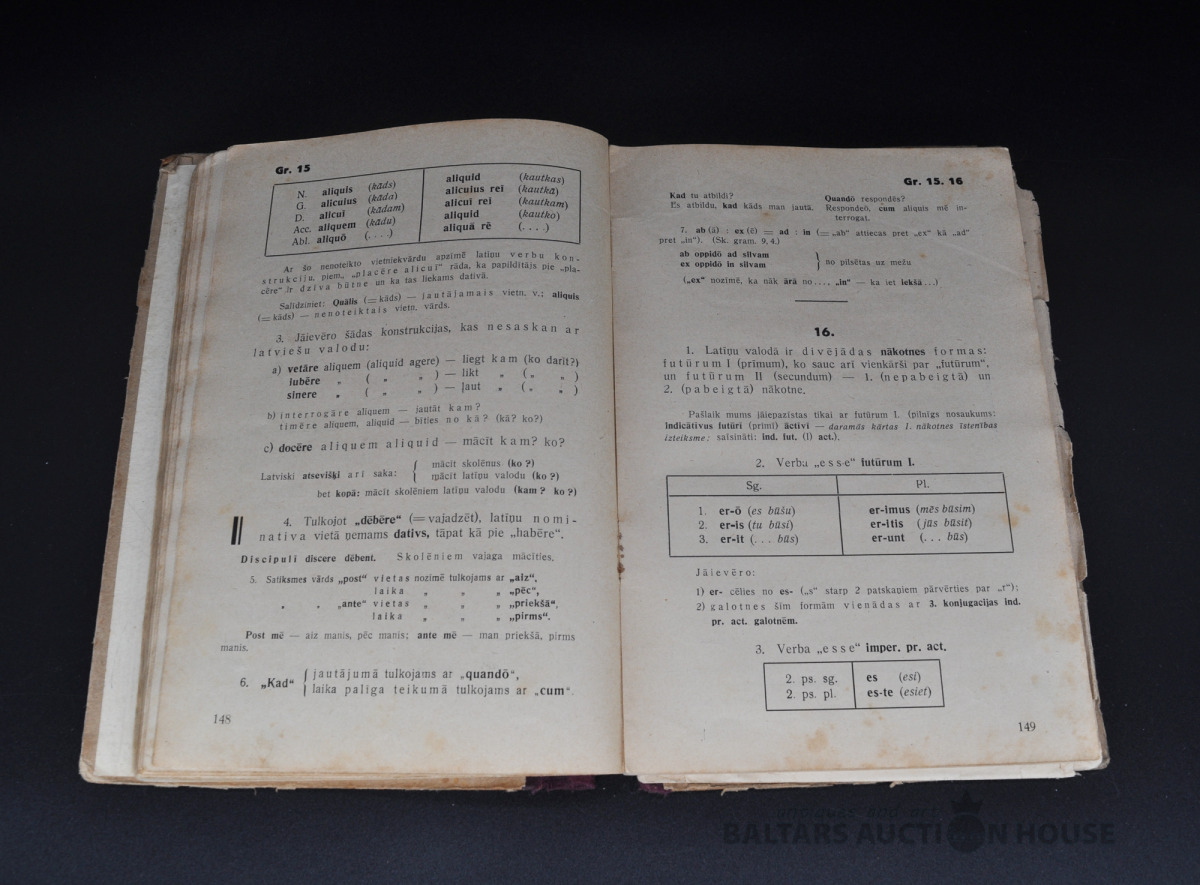 Gr. 15
N. aliquis (kāds) aliquid (kautkas)
G. alicuius (kāda) alicuius rei (kautkā)
D. alicuī (kādam) alicuī rei (kautkam)
Acc. aliquem (kādu) aliquid (kautko)
Abl. aliquō (. . . .) aliquā rē (. . . .)
Ar šo nenoteikto vietniekvārdu apzīmē latiņu verbu kon-
strukciju, piem., „placēre alicuī“ rāda, ka papildītājs pie „pla-
cēre“ ir dzīva būtne un ka tas liekams dativā.
Salīdziniet: Quālis (=kāds) — jautājamais vietn. v.; aliquis
(=kāds) — nenoteiktais vietn. vārds.
3. Jāievēro šādas konstrukcijas, kas nesaskan ar
latviešu valodu:
a) vetāre aliquem (aliquid agere) — liegt kam (ko darīt?)
iubēre „ ( „ „ ) — likt „ ( „ „ )
sinere „ ( „ „ ) — ļaut „ ( „ „ )
b) interrogāre aliquem — jautāt kam?
timēre aliquem, aliquid — bīties no kā? (kā? ko?)
c) docēre aliquem aliquid — mācīt kam? ko?
Latviski atsevišķi arī saka: { mācīt skolēnus (ko?)
mācīt latiņu valodu (ko?)
bet kopā: mācīt skolēniem latiņu valodu (kam? ko?)
4. Tulkojot „dēbēre“ (=vajadzēt), latiņu nomi-
nativa vietā ņemams dativs, tāpat kā pie „habēre“.
Discipulī discere dēbent. Skolēniem vajaga mācīties.
5. Satiksmes vārds „post“ vietas nozīmē tulkojams ar „aiz“,
laika „ „ „ „pēc“,
„ „ „ante“ vietas „ „ „ „priekšā“,
laika „ „ „ „pirms“.
Post mē — aiz manis, pēc manis; ante mē — man priekšā, pirms
manis.
6. „Kad“ { jautājumā tulkojams ar „quandō“,
laika palīga teikumā tulkojams ar „cum“.
148
Gr. 15. 16
Kad tu atbildi? Quandō respondēs?
Es atbildu, kad kāds man jautā. Respondeō, cum aliquis mē in-
terrogat.
7. ab (ā) : ex (ē) = ad : in (= „ab“ attiecas pret „ex“ kā „ad“
pret „in“). (Sk. gram. 9, 4.)
ab oppidō ad silvam
ex oppidō in silvam } no pilsētas uz mežu
(„ex“ nozīmē, ka nāk ārā no..., „in“ — ka iet iekšā...)
16.
1. Latiņu valodā ir divējādas nākotnes formas:
futūrum I (prīmum), ko sauc arī vienkārši par „futūrum“,
un futūrum II (secundum) — 1. (nepabeigtā) un
2. (pabeigtā) nākotne.
Pašlaik mums jāiepazīstas tikai ar futūrum I. (pilnīgs nosaukums:
indicātīvus futūrī (prīmī) āctīvī — daramās kārtas 1. nākotnes īstenības
izteiksme; saīsināti: ind. fut. (I) act.).
2. Verba „esse“ futūrum I.
Sg. Pl.
1. er-ō (es būšu) er-imus (mēs būsim)
2. er-is (tu būsi) er-itis (jūs būsit)
3. er-it (. . . būs) er-unt (. . . būs)
Jāievēro:
1) er- cēlies no es- („s“ starp 2 patskaņiem pārvērties par „r“);
2) galotnes šīm formām vienādas ar 3. konjugacijas ind.
pr. act. galotnēm.
3. Verba „esse“ imper. pr. act.
2. ps. sg. es (esi)
2. ps. pl. es-te (esiet)
149
antiques and art
BALTARS AUCTION HOUSE